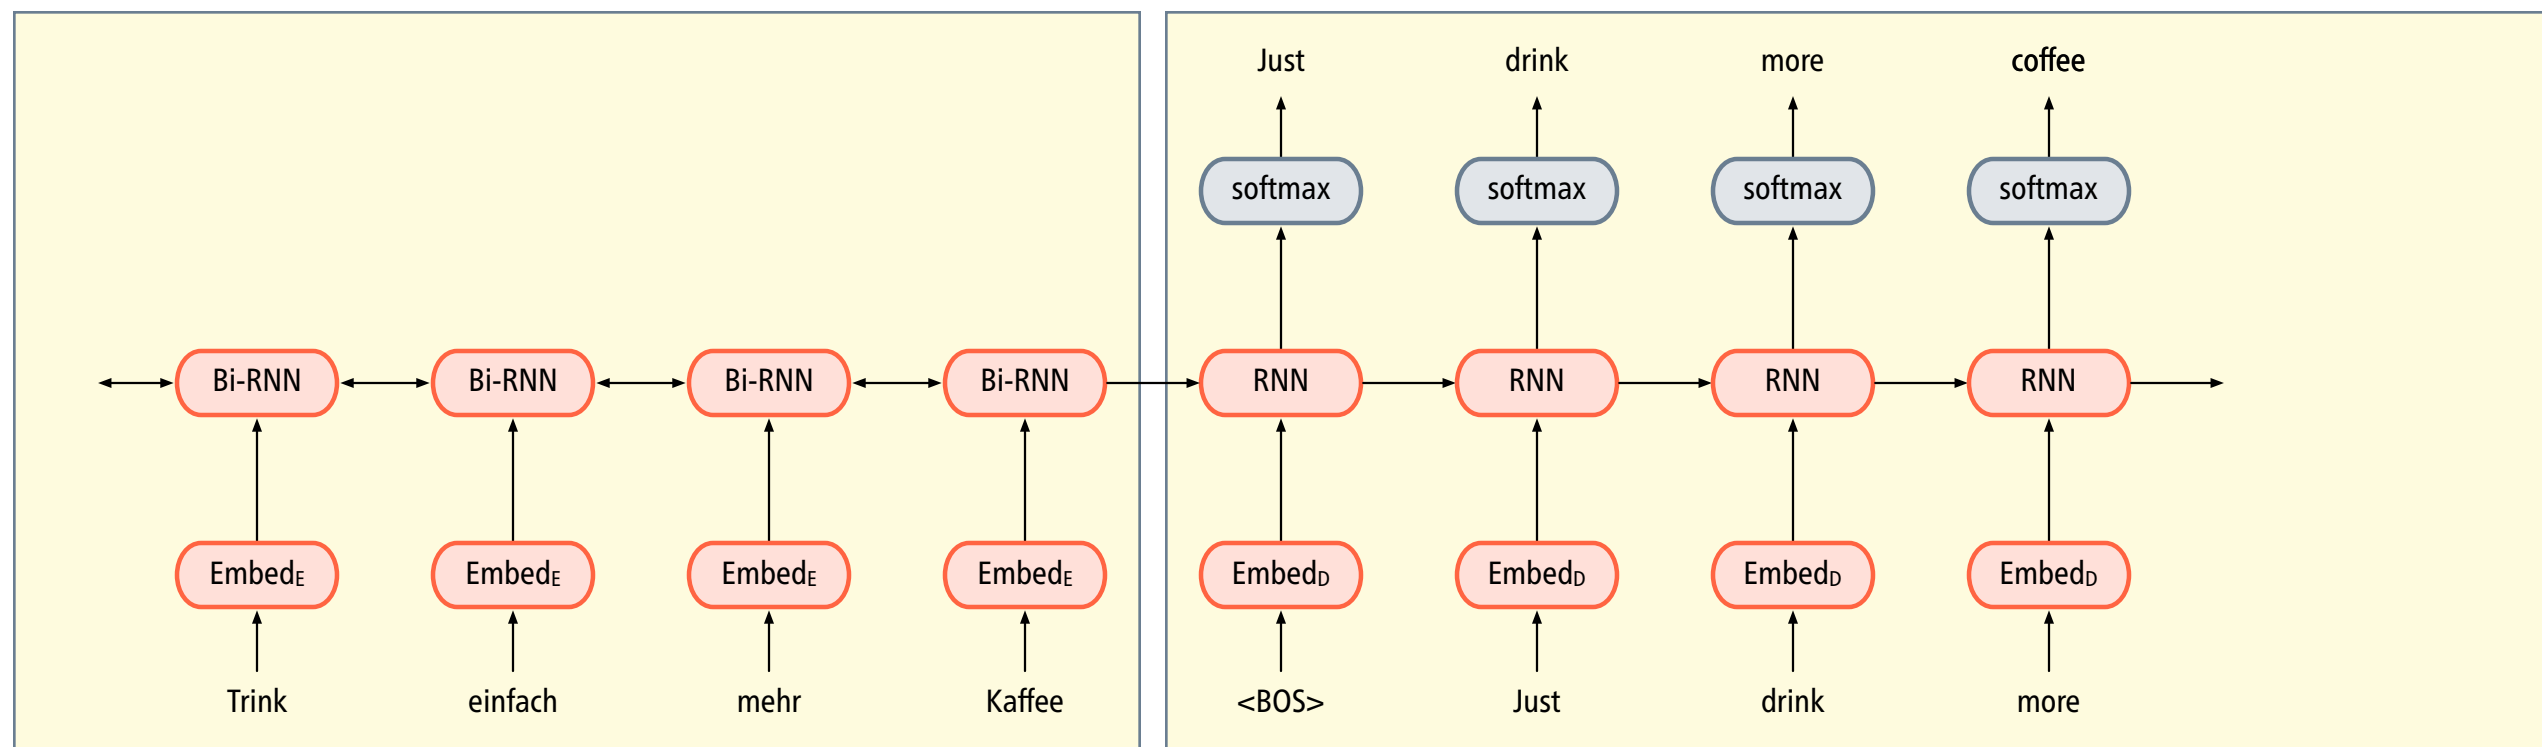 Just drink more coffee
softmax softmax softmax softmax
Bi-RNN Bi-RNN Bi-RNN Bi-RNN RNN RNN RNN RNN
EmbedE EmbedE EmbedE EmbedE EmbedD EmbedD EmbedD EmbedD
Trink einfach mehr Kaffee <BOS> Just drink more